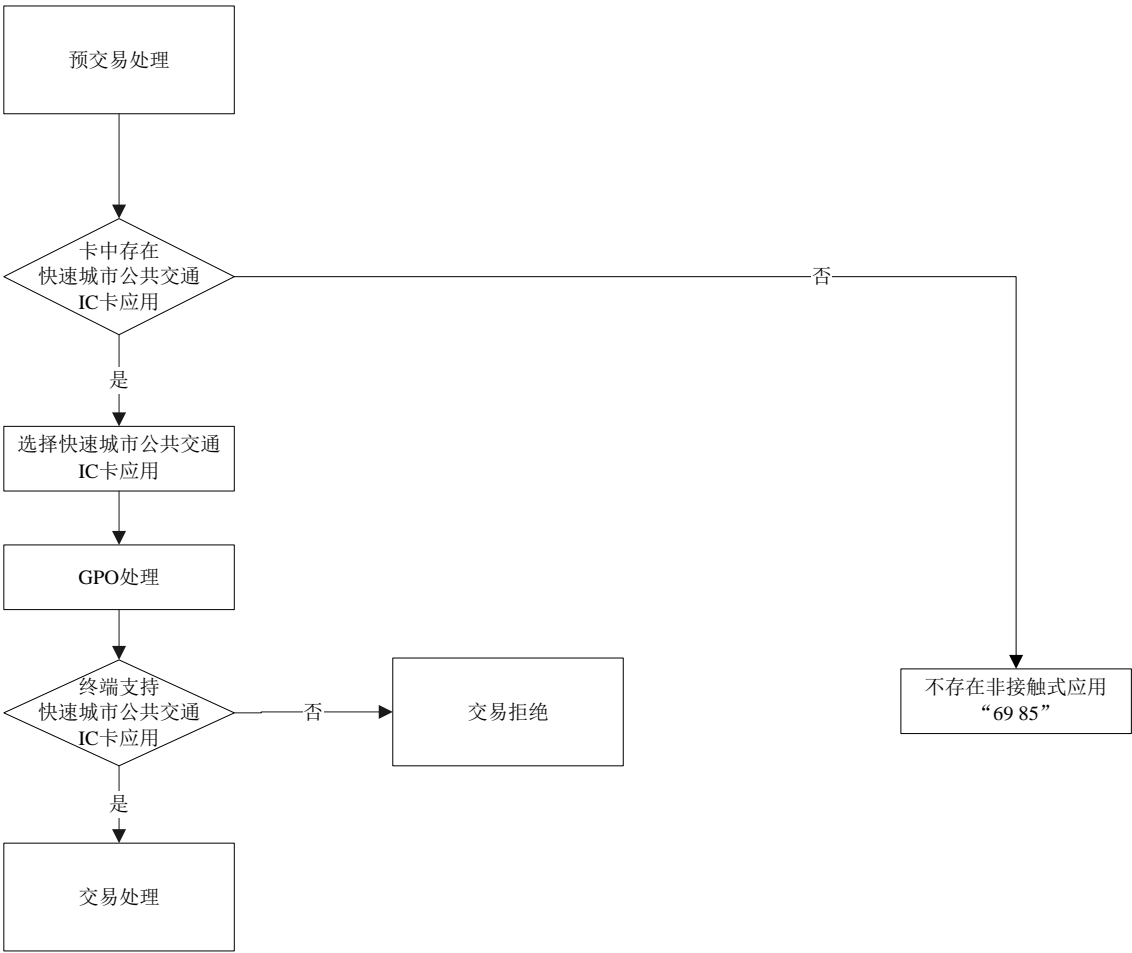 预交易处理
卡中存在
快速城市公共交通
IC卡应用
否
是
选择快速城市公共交通
IC卡应用
GPO处理
终端支持
快速城市公共交通
IC卡应用
否
交易拒绝
不存在非接触式应用
“69 85”
是
交易处理